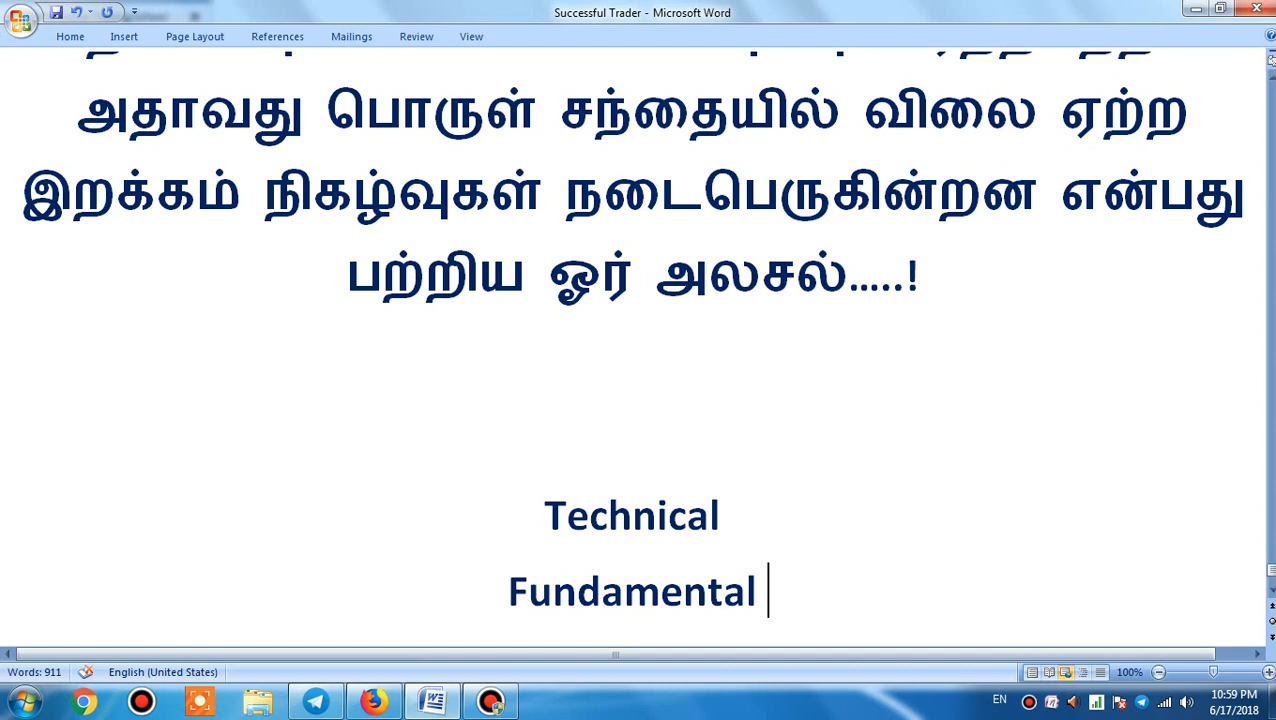 Successful Trader - Microsoft Word
Home Insert Page Layout References Mailings Review View
அதாவது பொருள் சந்தையில் விலை ஏற்ற
இறக்கம் நிகழ்வுகள் நடைபெருகின்றன என்பது
பற்றிய ஓர் அலசல்.....!
Technical
Fundamental
Words: 911 English (United States) 100%
EN 10:59 PM
6/17/2018